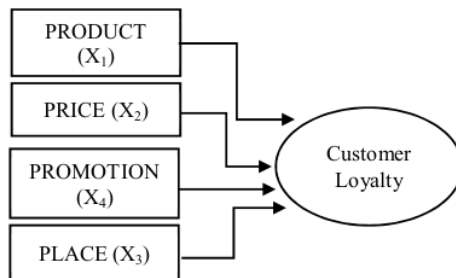 PRODUCT
(X₁)
PRICE (X₂)
PROMOTION
(X₄)
PLACE (X₃)
Customer
Loyalty